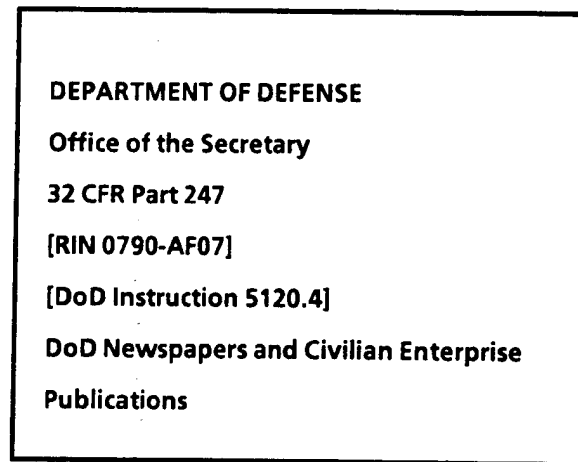 DEPARTMENT OF DEFENSE
Office of the Secretary
32 CFR Part 247
[RIN 0790-AF07]
[DoD Instruction 5120.4]
DoD Newspapers and Civilian Enterprise
Publications